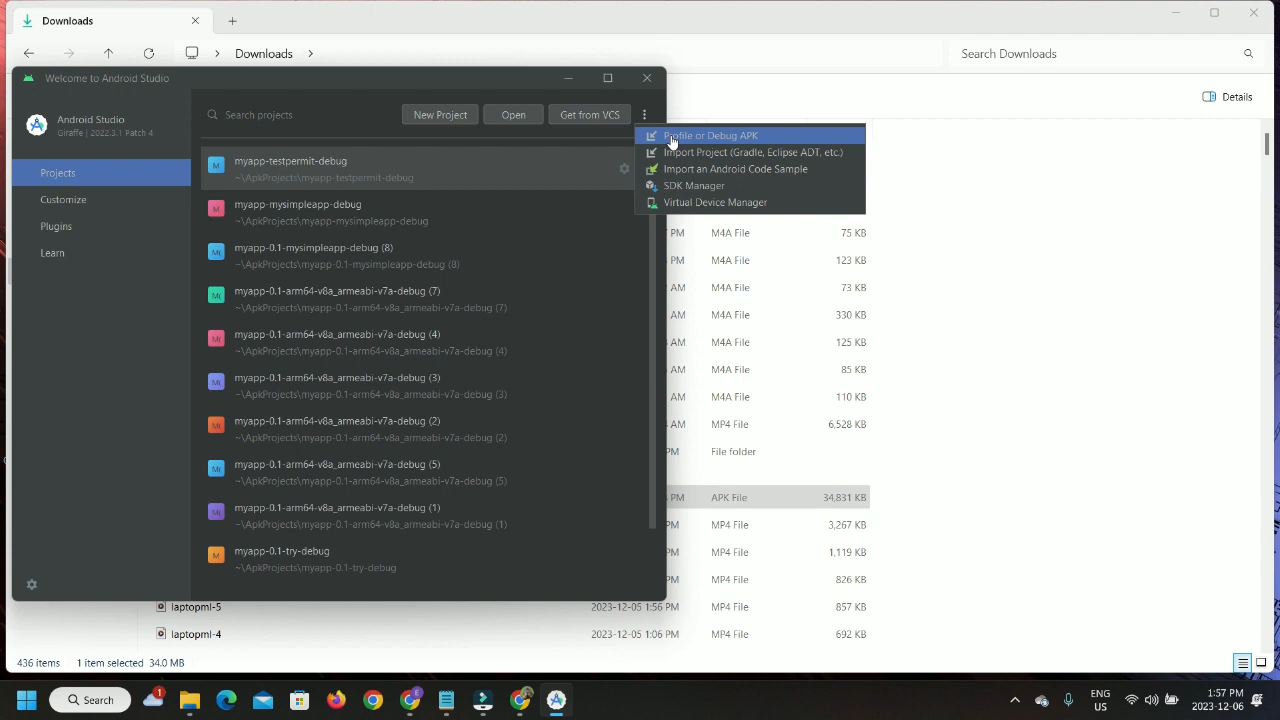 Downloads
Downloads
Search Downloads
Details
Welcome to Android Studio
Android Studio
Giraffe | 2022.3.1 Patch 4
Projects
Customize
Plugins
Learn
Search projects
New Project
Open
Get from VCS
Profile or Debug APK
Import Project (Gradle, Eclipse ADT, etc.)
Import an Android Code Sample
SDK Manager
Virtual Device Manager
myapp-testpermit-debug
~\ApkProjects\myapp-testpermit-debug
myapp-mysimpleapp-debug
~\ApkProjects\myapp-mysimpleapp-debug
myapp-0.1-mysimpleapp-debug (8)
~\ApkProjects\myapp-0.1-mysimpleapp-debug (8)
myapp-0.1-arm64-v8a_armeabi-v7a-debug (7)
~\ApkProjects\myapp-0.1-arm64-v8a_armeabi-v7a-debug (7)
myapp-0.1-arm64-v8a_armeabi-v7a-debug (4)
~\ApkProjects\myapp-0.1-arm64-v8a_armeabi-v7a-debug (4)
myapp-0.1-arm64-v8a_armeabi-v7a-debug (3)
~\ApkProjects\myapp-0.1-arm64-v8a_armeabi-v7a-debug (3)
myapp-0.1-arm64-v8a_armeabi-v7a-debug (2)
~\ApkProjects\myapp-0.1-arm64-v8a_armeabi-v7a-debug (2)
myapp-0.1-arm64-v8a_armeabi-v7a-debug (5)
~\ApkProjects\myapp-0.1-arm64-v8a_armeabi-v7a-debug (5)
myapp-0.1-arm64-v8a_armeabi-v7a-debug (1)
~\ApkProjects\myapp-0.1-arm64-v8a_armeabi-v7a-debug (1)
myapp-0.1-try-debug
~\ApkProjects\myapp-0.1-try-debug
PM M4A File 75 KB
PM M4A File 123 KB
AM M4A File 73 KB
AM M4A File 330 KB
AM M4A File 125 KB
AM M4A File 85 KB
AM M4A File 110 KB
AM MP4 File 6,528 KB
PM File folder
PM APK File 34,831 KB
PM MP4 File 3,267 KB
PM MP4 File 1,119 KB
PM MP4 File 826 KB
laptopml-5 2023-12-05 1:56 PM MP4 File 857 KB
laptopml-4 2023-12-05 1:06 PM MP4 File 692 KB
436 items 1 item selected 34.0 MB
Search
1
ENG
US
1:57 PM
2023-12-06